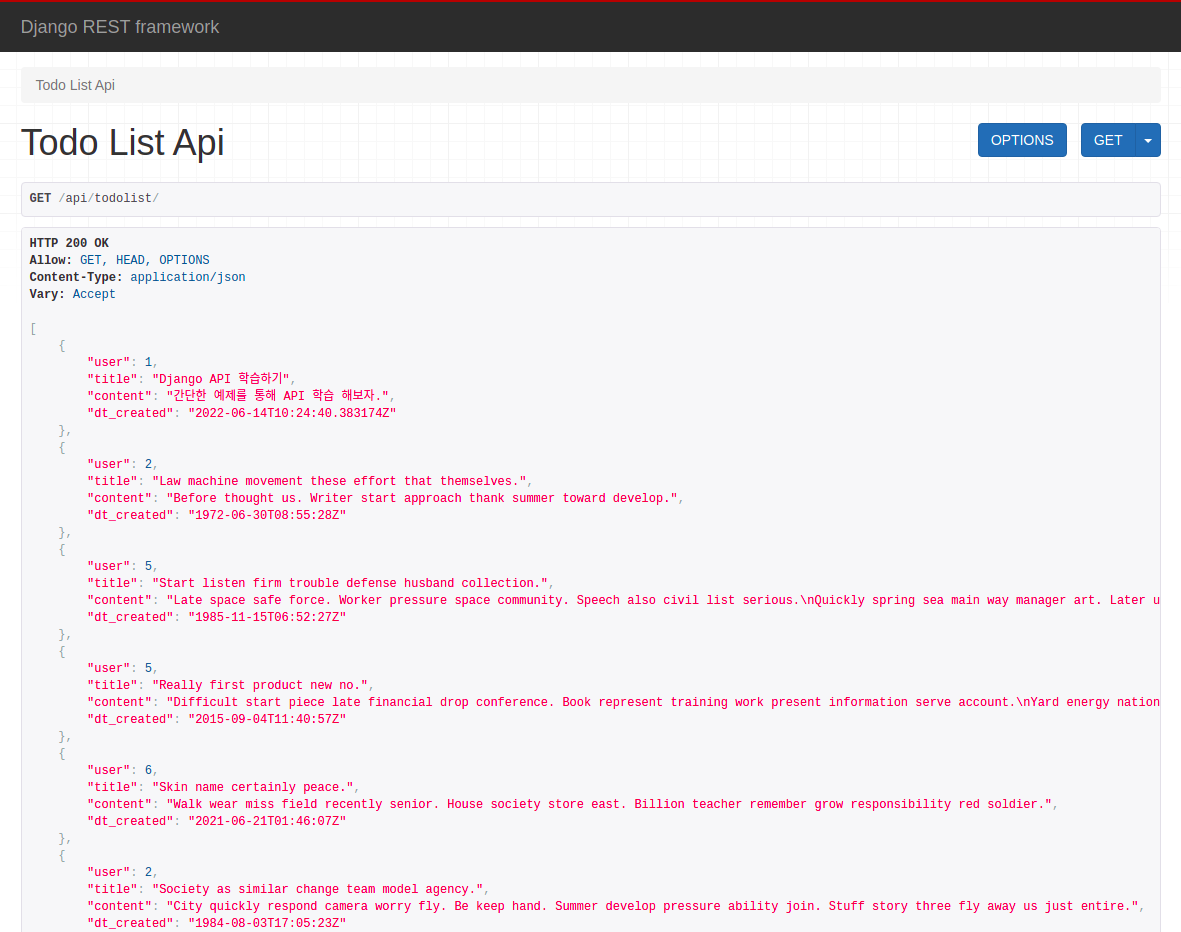 Django REST framework
Todo List Api
Todo List Api
OPTIONS
GET
GET /api/todolist/
HTTP 200 OK
Allow: GET, HEAD, OPTIONS
Content-Type: application/json
Vary: Accept
[
    {
        "user": 1,
        "title": "Django API 학습하기",
        "content": "간단한 예제를 통해 API 학습 해보자.",
        "dt_created": "2022-06-14T10:24:40.383174Z"
    },
    {
        "user": 2,
        "title": "Law machine movement these effort that themselves.",
        "content": "Before thought us. Writer start approach thank summer toward develop.",
        "dt_created": "1972-06-30T08:55:28Z"
    },
    {
        "user": 5,
        "title": "Start listen firm trouble defense husband collection.",
        "content": "Late space safe force. Worker pressure space community. Speech also civil list serious.\nQuickly spring sea main way manager art. Later u
        "dt_created": "1985-11-15T06:52:27Z"
    },
    {
        "user": 5,
        "title": "Really first product new no.",
        "content": "Difficult start piece late financial drop conference. Book represent training work present information serve account.\nYard energy nation
        "dt_created": "2015-09-04T11:40:57Z"
    },
    {
        "user": 6,
        "title": "Skin name certainly peace.",
        "content": "Walk wear miss field recently senior. House society store east. Billion teacher remember grow responsibility red soldier.",
        "dt_created": "2021-06-21T01:46:07Z"
    },
    {
        "user": 2,
        "title": "Society as similar change team model agency.",
        "content": "City quickly respond camera worry fly. Be keep hand. Summer develop pressure ability join. Stuff story three fly away us just entire.",
        "dt_created": "1984-08-03T17:05:23Z"